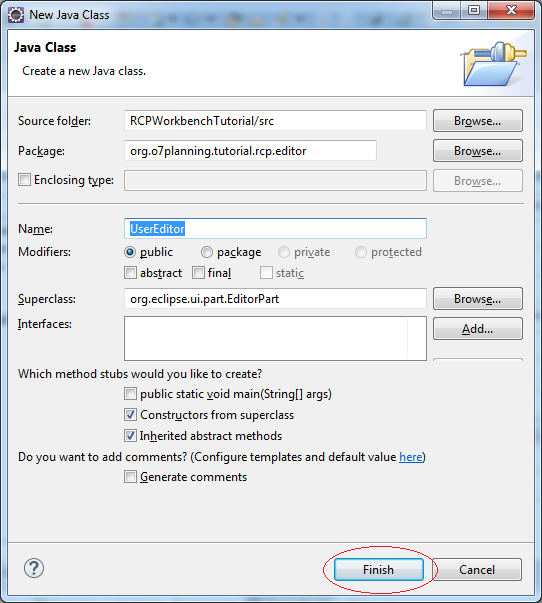 New Java Class
Java Class
Create a new Java class.
Source folder: RCPWorkbenchTutorial/src Browse...
Package: org.o7planning.tutorial.rcp.editor Browse...
Enclosing type: Browse...
Name: UserEditor
Modifiers: public package private protected
abstract final static
Superclass: org.eclipse.ui.part.EditorPart Browse...
Interfaces: Add...
Which method stubs would you like to create?
public static void main(String[] args)
Constructors from superclass
Inherited abstract methods
Do you want to add comments? (Configure templates and default value here)
Generate comments
? Finish Cancel